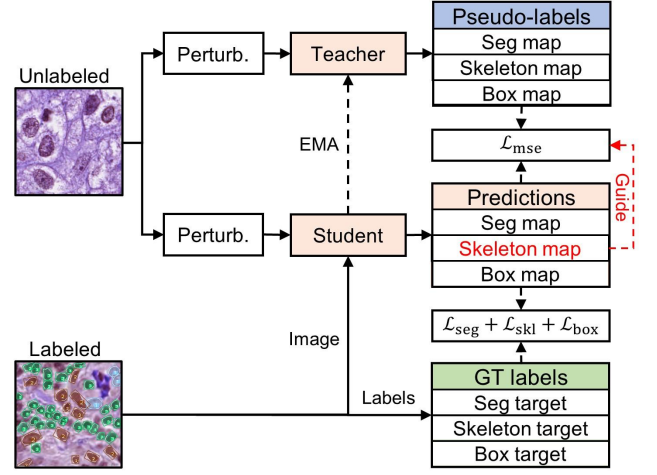 Pseudo-labels
Seg map
Skeleton map
Box map
Perturb.
Teacher
Unlabeled
EMA
ℒmse
Guide
Predictions
Seg map
Skeleton map
Box map
Perturb.
Student
Image
ℒseg + ℒskl + ℒbox
Labeled
Labels
GT labels
Seg target
Skeleton target
Box target